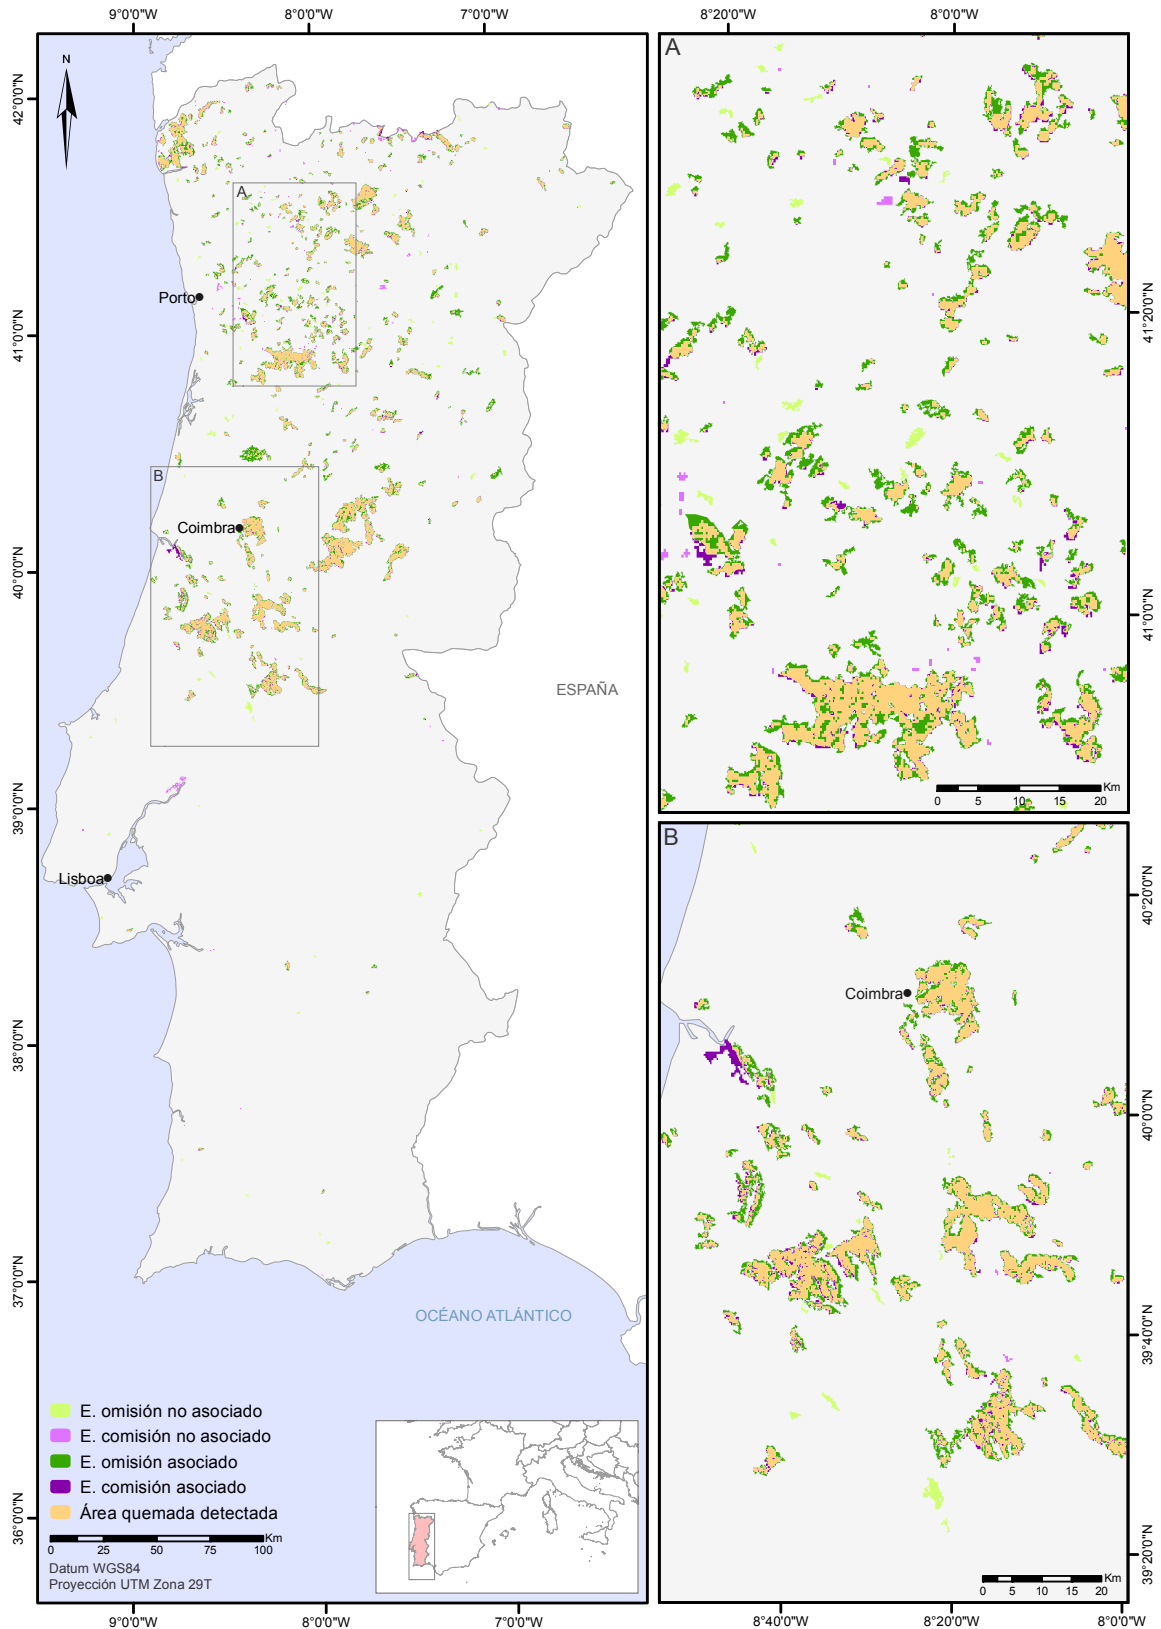 9°0'0"W 8°0'0"W 7°0'0"W
8°20'0"W 8°0'0"W
N
A
B
Porto
Coimbra
Lisboa
ESPAÑA
OCÉANO ATLÁNTICO
42°0'0"N
41°0'0"N
40°0'0"N
39°0'0"N
38°0'0"N
37°0'0"N
36°0'0"N
E. omisión no asociado
E. comisión no asociado
E. omisión asociado
E. comisión asociado
Área quemada detectada
Km
0 25 50 75 100
Datum WGS84
Proyección UTM Zona 29T
9°0'0"W 8°0'0"W 7°0'0"W
A
41°20'0"N
41°0'0"N
Km
0 5 10 15 20
B
Coimbra
40°20'0"N
40°0'0"N
39°40'0"N
39°20'0"N
Km
0 5 10 15 20
8°40'0"W 8°20'0"W 8°0'0"W